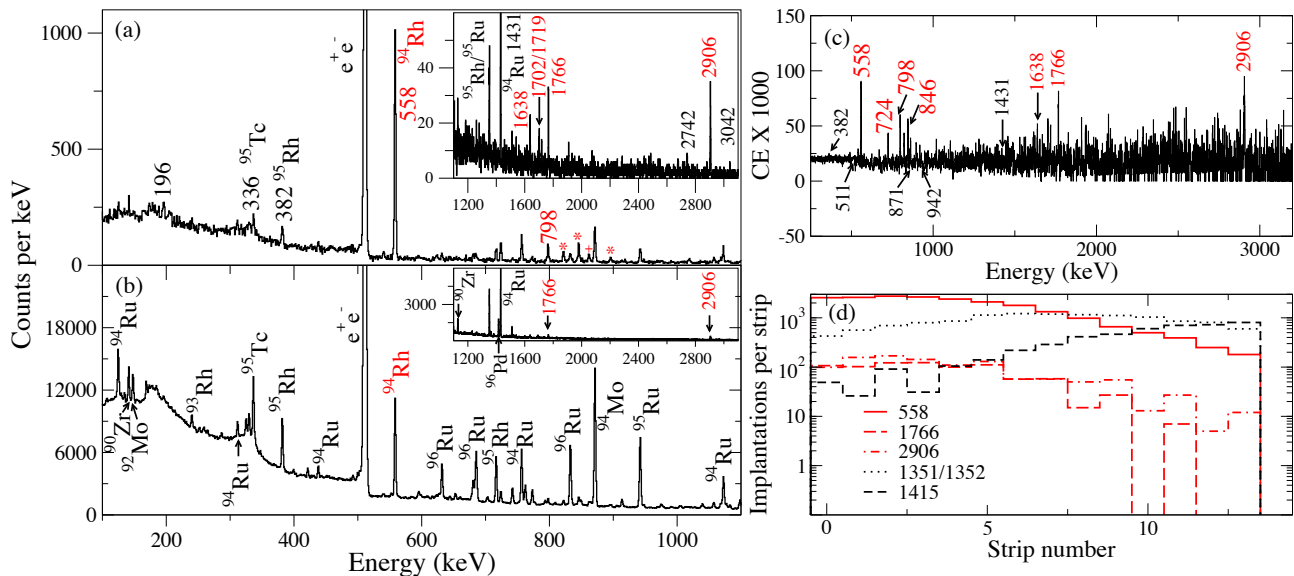 (a)
1000
500
0
Counts per keV
196
336 ⁹⁵Tc
382 ⁹⁵Rh
e⁺e⁻
⁹⁴Rh
558
798
*
*
+
*
40
20
0
⁹⁵Rh/⁹⁵Ru
⁹⁴Ru 1431
1638
1702/1719
1766
2742
2906
3042
1200 1600 2000 2400 2800
(b)
18000
12000
6000
0
⁹⁴Ru
⁹⁰Zr
⁹²Mo
⁹³Rh
⁹⁴Ru
⁹⁵Tc
⁹⁵Rh
⁹⁴Ru
e⁺e⁻
⁹⁴Rh
⁹⁶Ru
⁹⁶Ru
⁹⁵Rh
⁹⁴Ru
⁹⁶Ru
⁹⁴Mo
⁹⁵Ru
⁹⁴Ru
3000
⁹⁰Zr
⁹⁶Pd
⁹⁴Ru
1766
2906
1200 1600 2000 2400 2800
200 400 600 800 1000
Energy (keV)
(c)
100
50
0
-50
CE X 1000
382
511
558
724
798
846
871
942
1431
1638
1766
2906
1000 2000 3000
Energy (keV)
(d)
10³
10²
10
1
Implantations per strip
558
1766
2906
1351/1352
1415
0 5 10
Strip number